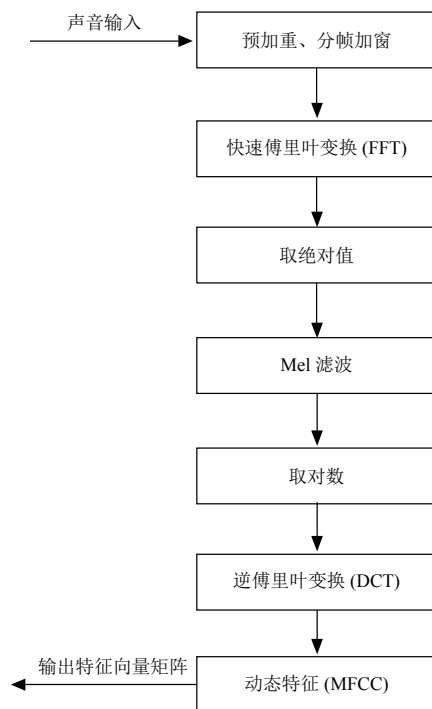 声音输入
预加重、分帧加窗
快速傅里叶变换 (FFT)
取绝对值
Mel 滤波
取对数
逆傅里叶变换 (DCT)
输出特征向量矩阵
动态特征 (MFCC)